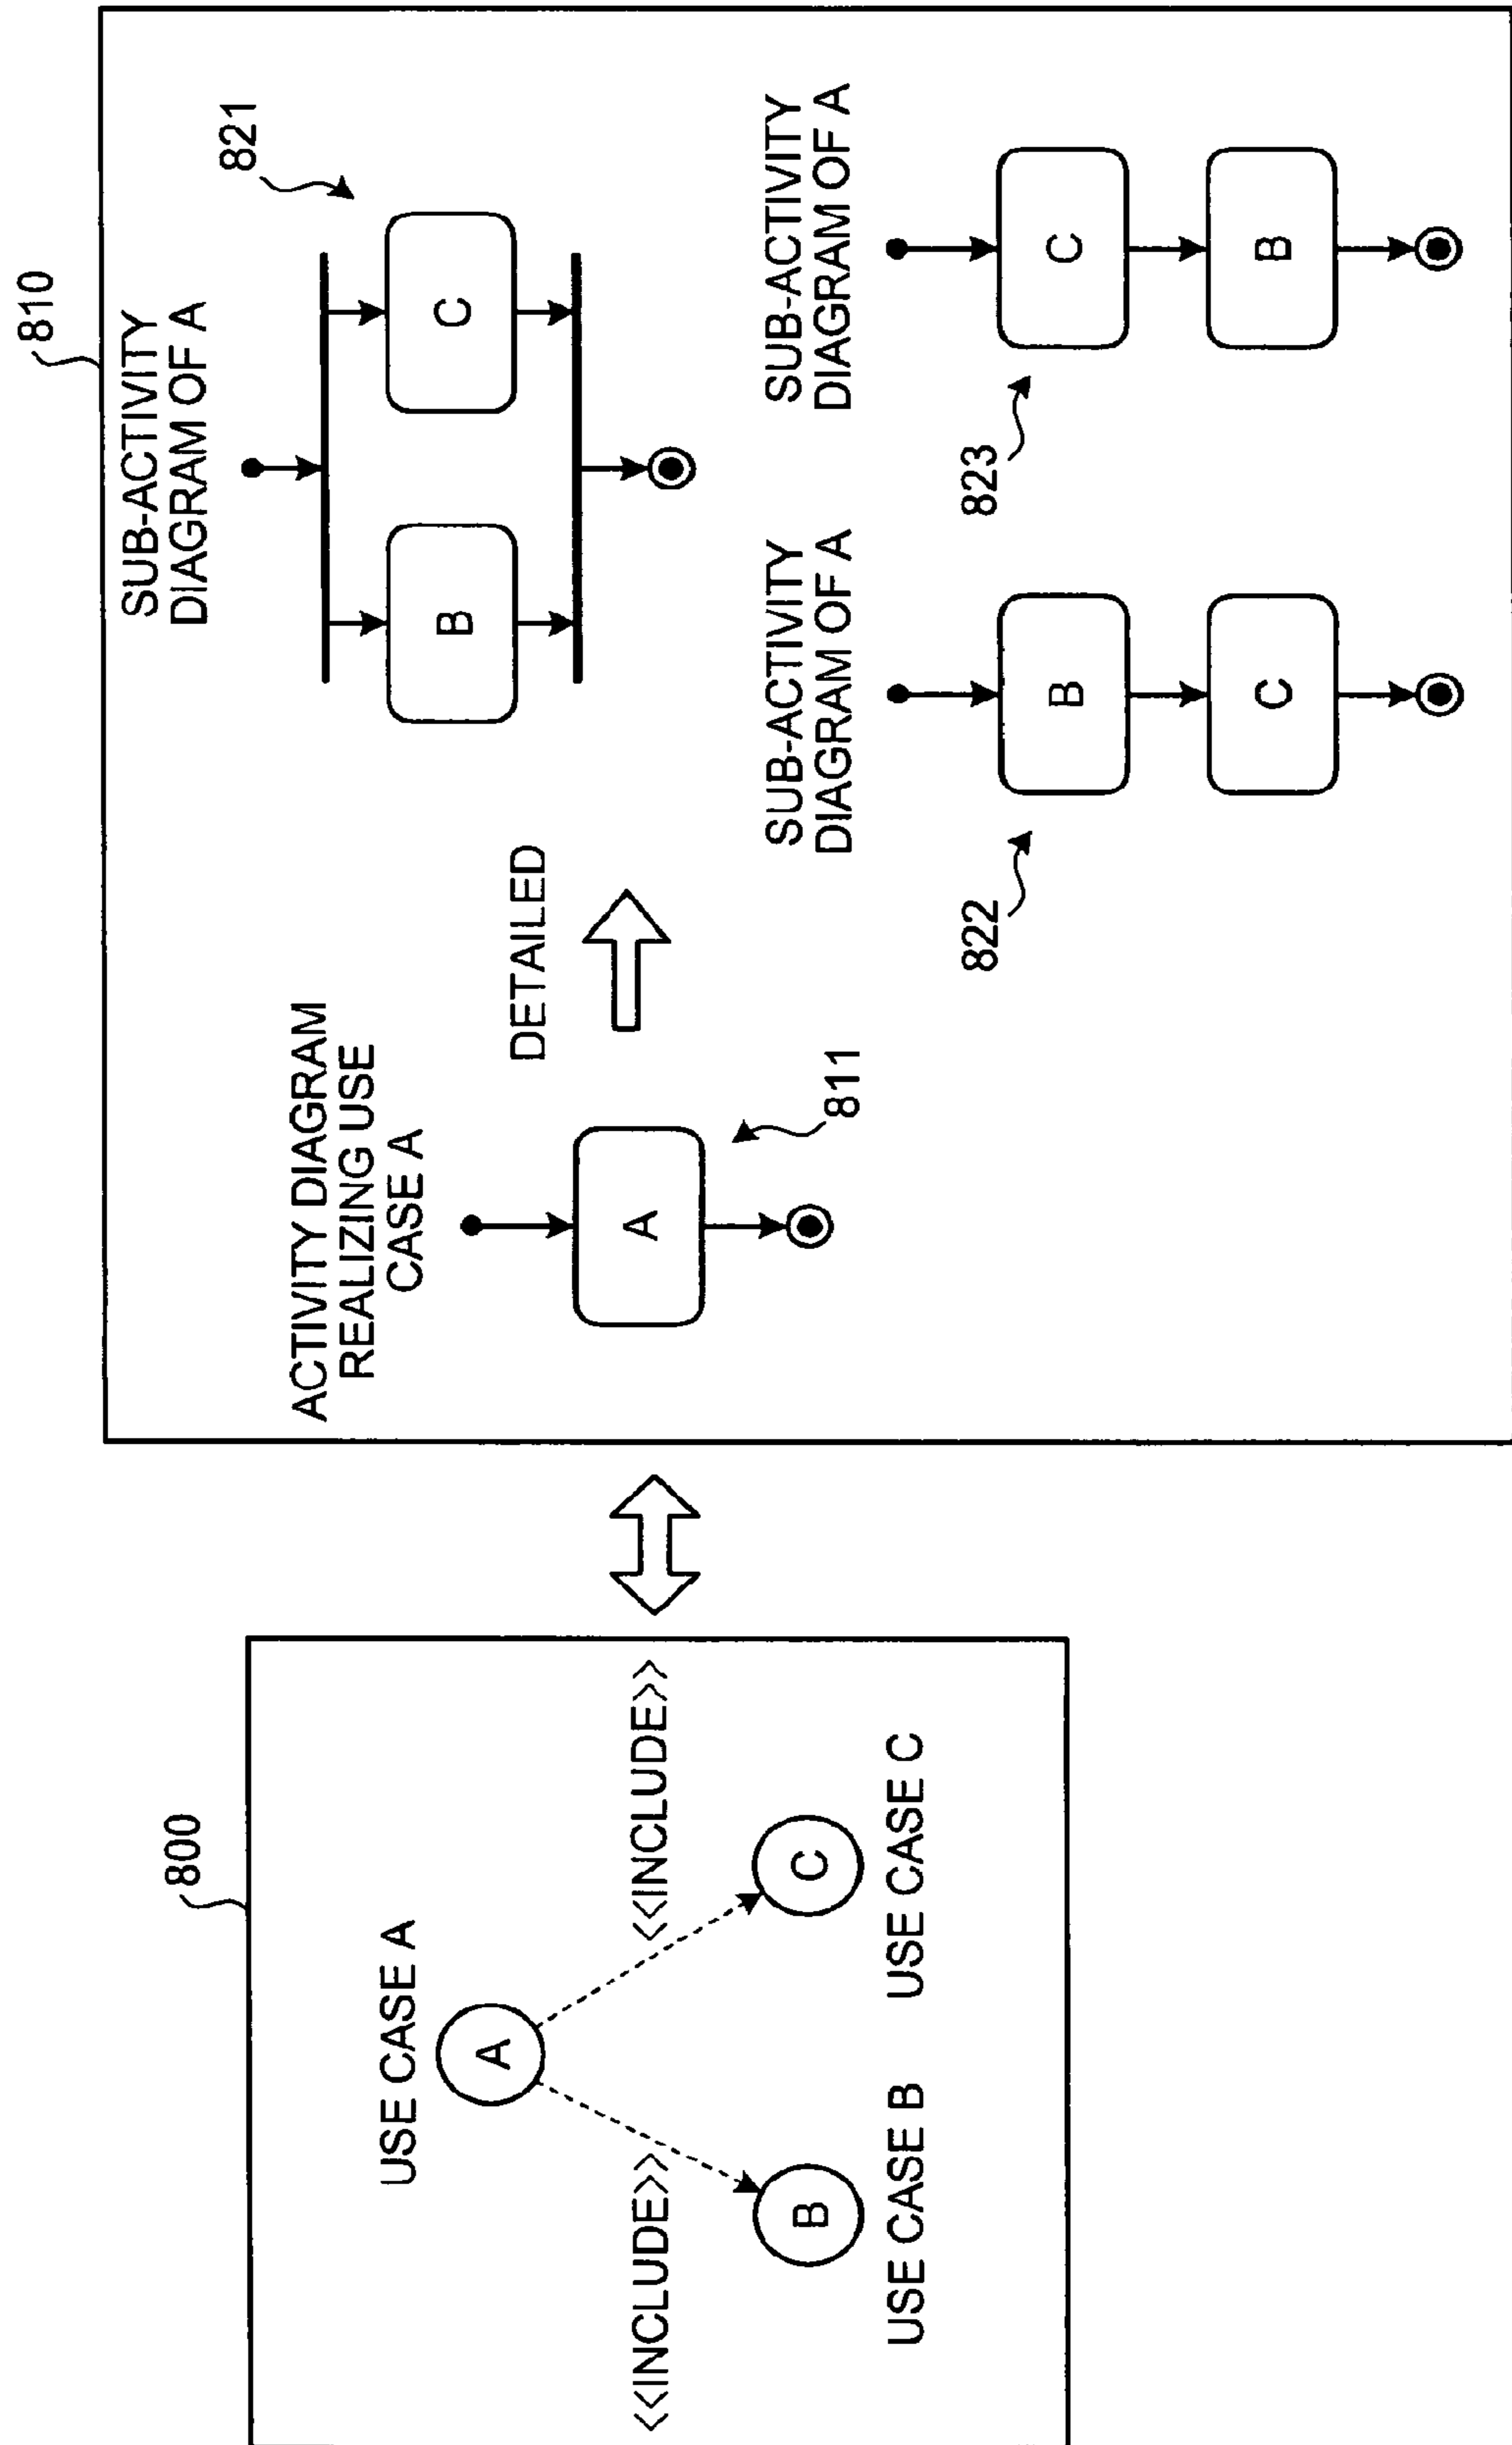 800
USE CASE A
A
<<INCLUDE>>
<<INCLUDE>>
B
C
USE CASE B
USE CASE C
810
ACTIVITY DIAGRAM
REALIZING USE
CASE A
A
811
DETAILED
SUB-ACTIVITY
DIAGRAM OF A
821
B
C
SUB-ACTIVITY
DIAGRAM OF A
822
B
C
SUB-ACTIVITY
DIAGRAM OF A
823
C
B